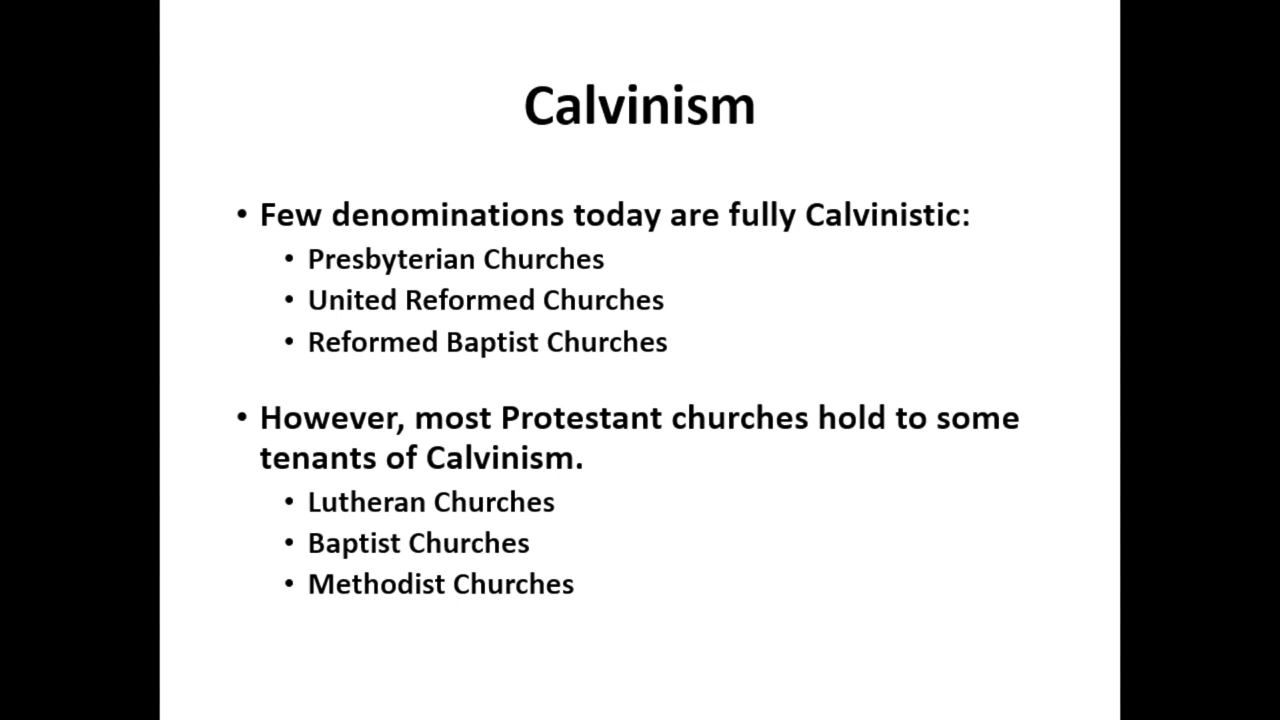 Calvinism
• Few denominations today are fully Calvinistic:
• Presbyterian Churches
• United Reformed Churches
• Reformed Baptist Churches
• However, most Protestant churches hold to some
tenants of Calvinism.
• Lutheran Churches
• Baptist Churches
• Methodist Churches